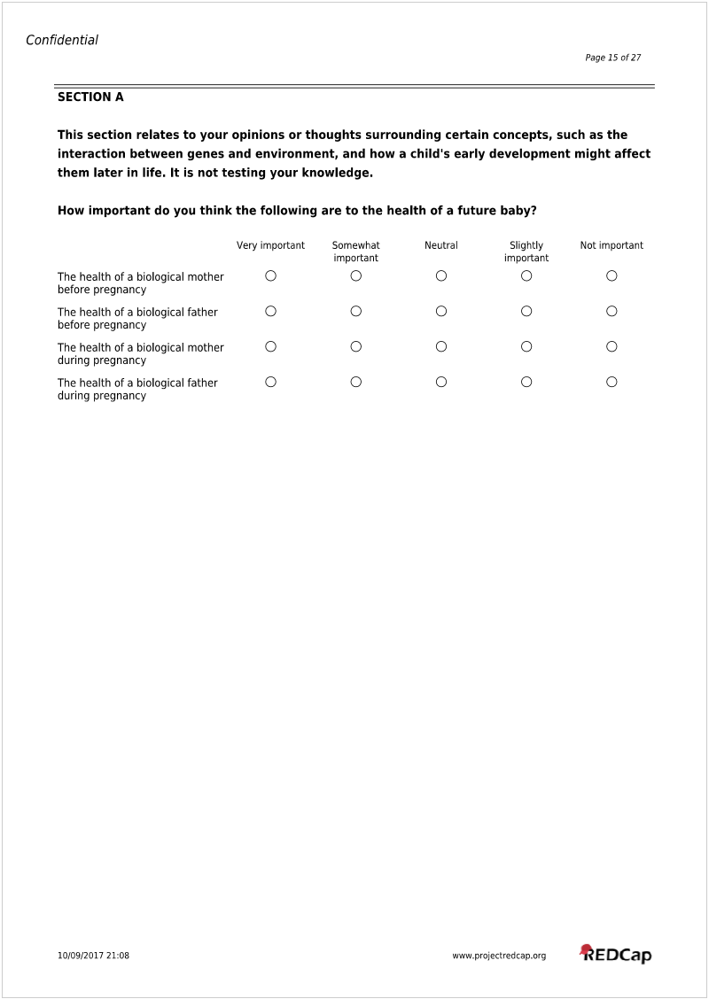 Confidential
Page 15 of 27
SECTION A
This section relates to your opinions or thoughts surrounding certain concepts, such as the
interaction between genes and environment, and how a child's early development might affect
them later in life. It is not testing your knowledge.
How important do you think the following are to the health of a future baby?
Very important Somewhat important Neutral Slightly important Not important
The health of a biological mother
before pregnancy
The health of a biological father
before pregnancy
The health of a biological mother
during pregnancy
The health of a biological father
during pregnancy
10/09/2017 21:08 www.projectredcap.org REDCap